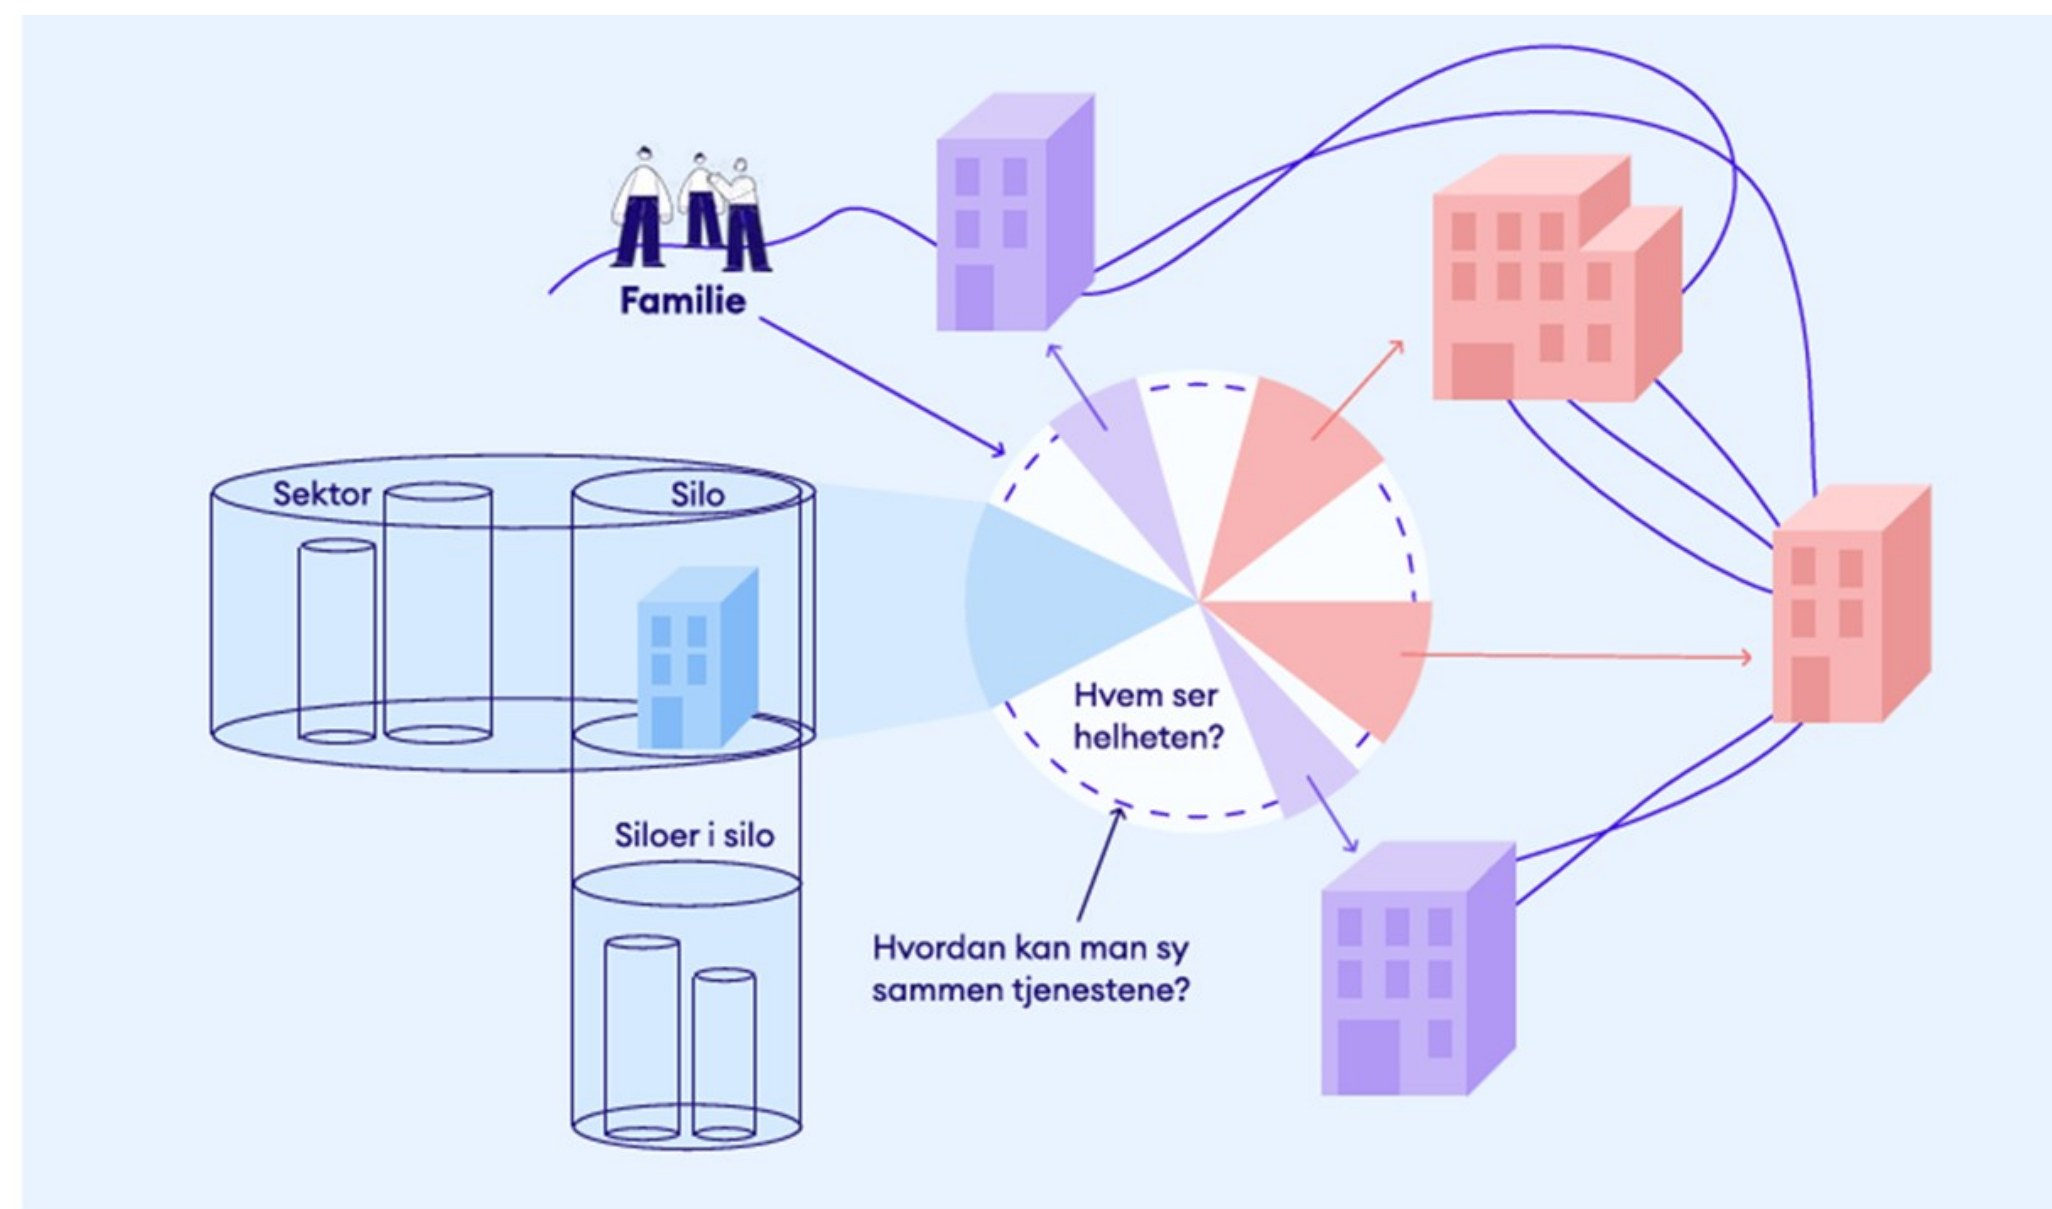 Familie
Sektor
Silo
Hvem ser
helheten?
Siloer i silo
Hvordan kan man sy
sammen tjenestene?